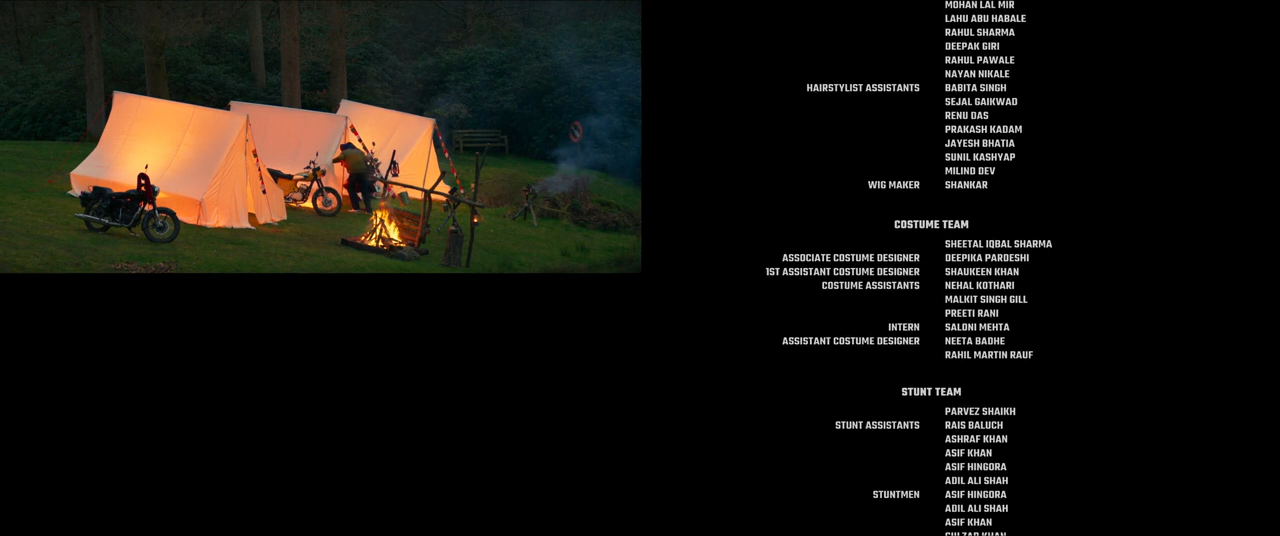 MOHAN LAL MIR
LAHU ABU HABALE
RAHUL SHARMA
DEEPAK GIRI
RAHUL PAWALE
NAYAN NIKALE
HAIRSTYLIST ASSISTANTS BABITA SINGH
SEJAL GAIKWAD
RENU DAS
PRAKASH KADAM
JAYESH BHATIA
SUNIL KASHYAP
MILIND DEV
WIG MAKER SHANKAR
COSTUME TEAM
SHEETAL IQBAL SHARMA
ASSOCIATE COSTUME DESIGNER DEEPIKA PARDESHI
1ST ASSISTANT COSTUME DESIGNER SHAUKEEN KHAN
COSTUME ASSISTANTS NEHAL KOTHARI
MALKIT SINGH GILL
PREETI RANI
INTERN SALONI MEHTA
ASSISTANT COSTUME DESIGNER NEETA BADHE
RAHIL MARTIN RAUF
STUNT TEAM
PARVEZ SHAIKH
STUNT ASSISTANTS RAIS BALUCH
ASHRAF KHAN
ASIF KHAN
ASIF HINGORA
ADIL ALI SHAH
STUNTMEN ASIF HINGORA
ADIL ALI SHAH
ASIF KHAN